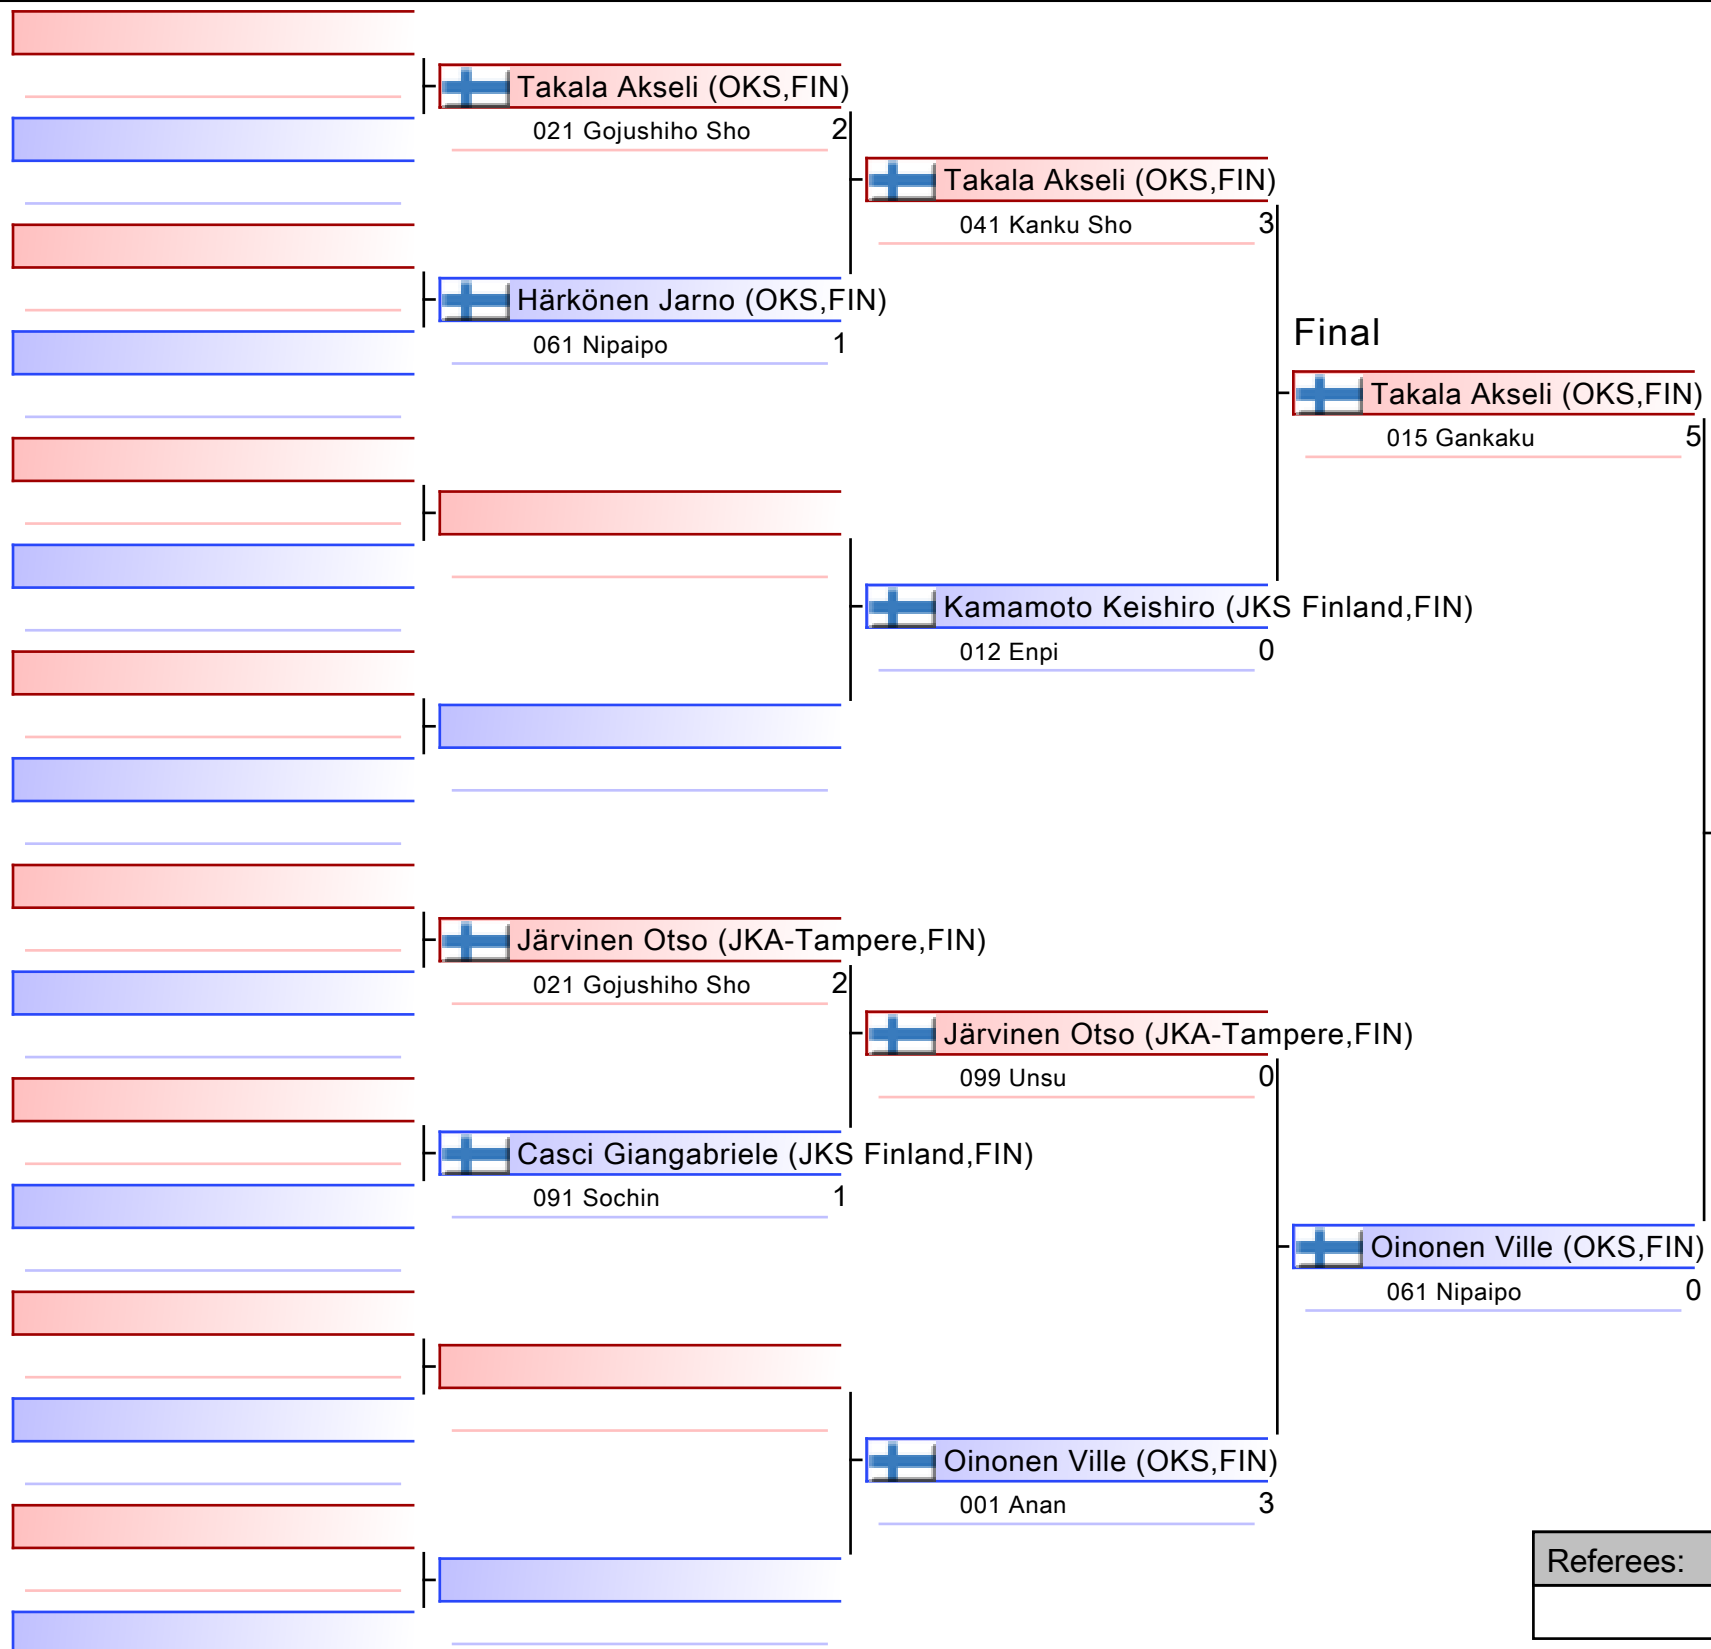 Takala Akseli (OKS,FIN)
021 Gojushiho Sho 2
Takala Akseli (OKS,FIN)
041 Kanku Sho 3
Härkönen Jarno (OKS,FIN)
061 Nipaipo 1
Final
Takala Akseli (OKS,FIN)
015 Gankaku 5
Kamamoto Keishiro (JKS Finland,FIN)
012 Enpi 0
Järvinen Otso (JKA-Tampere,FIN)
021 Gojushiho Sho 2
Järvinen Otso (JKA-Tampere,FIN)
099 Unsu 0
Casci Giangabriele (JKS Finland,FIN)
091 Sochin 1
Oinonen Ville (OKS,FIN)
061 Nipaipo 0
Oinonen Ville (OKS,FIN)
001 Anan 3
Referees: